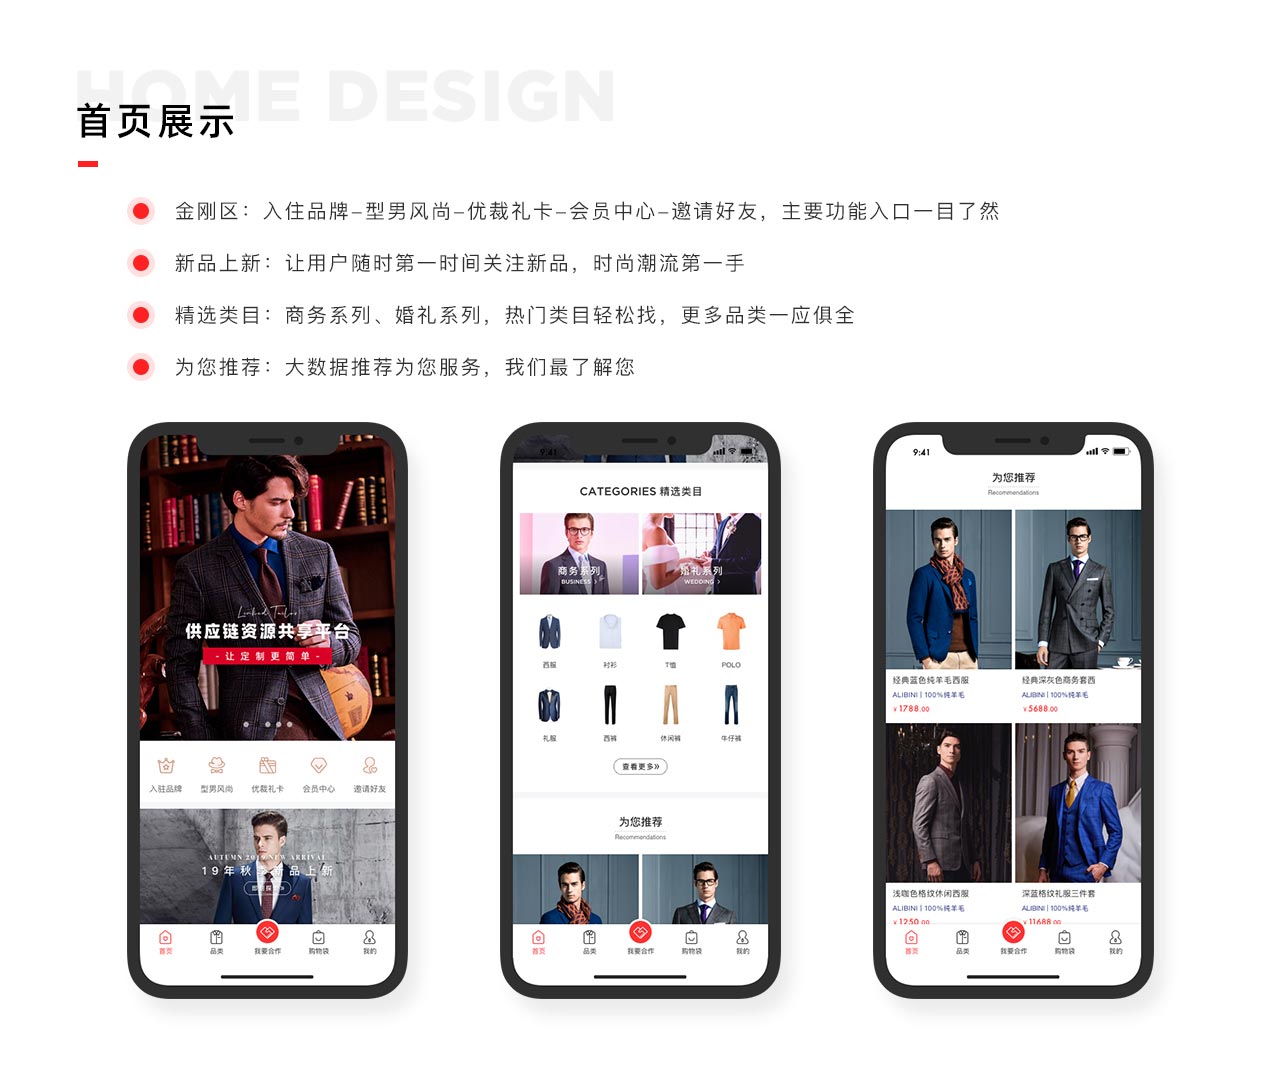 HOME DESIGN
首页展示
金刚区：入住品牌–型男风尚–优裁礼卡–会员中心–邀请好友，主要功能入口一目了然
新品上新：让用户随时第一时间关注新品，时尚潮流第一手
精选类目：商务系列、婚礼系列，热门类目轻松找，更多品类一应俱全
为您推荐：大数据推荐为您服务，我们最了解您
供应链资源共享平台
- 让定制更简单 -
入驻品牌 型男风尚 优裁礼卡 会员中心 邀请好友
AUTUMN 2019 NEW ARRIVAL
19年秋季新品上新
首页 品类 我要合作 购物袋 我的
9:41
CATEGORIES 精选类目
商务系列 婚礼系列
BUSINESS > WEDDING >
西服 衬衫 T恤 POLO
礼服 西裤 休闲裤 牛仔裤
查看更多»
为您推荐
Recommendations
首页 品类 我要合作 购物袋 我的
9:41
为您推荐
Recommendations
经典蓝色纯羊毛西服 经典深灰色商务套西
ALIBINI | 100%纯羊毛 ALIBINI | 100%纯羊毛
¥1788.00 ¥5688.00
浅咖色格纹休闲西服 深蓝格纹礼服三件套
ALIBINI | 100%纯羊毛 ALIBINI | 100%纯羊毛
¥1250.00 ¥11688.00
首页 品类 我要合作 购物袋 我的